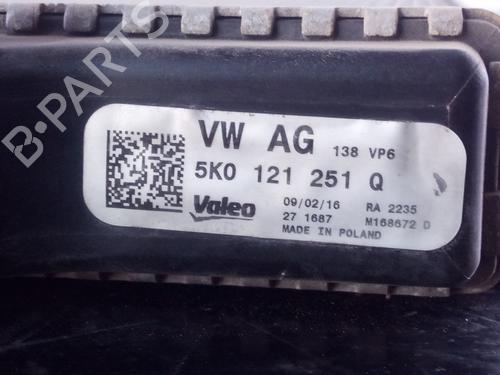 B-PARTS
VW AG 138 VP6
5K0 121 251 Q
Valeo 09/02/16 RA 2235
27 1687 M168672 D
MADE IN POLAND